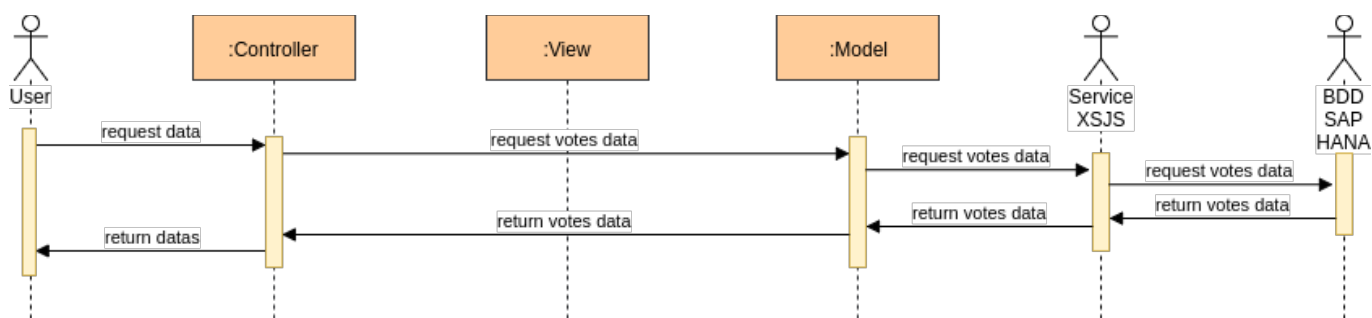 :Controller
:View
:Model
User
Service
XSJS
BDD
SAP
HANA
request data
request votes data
request votes data
request votes data
return votes data
return votes data
return votes data
return datas